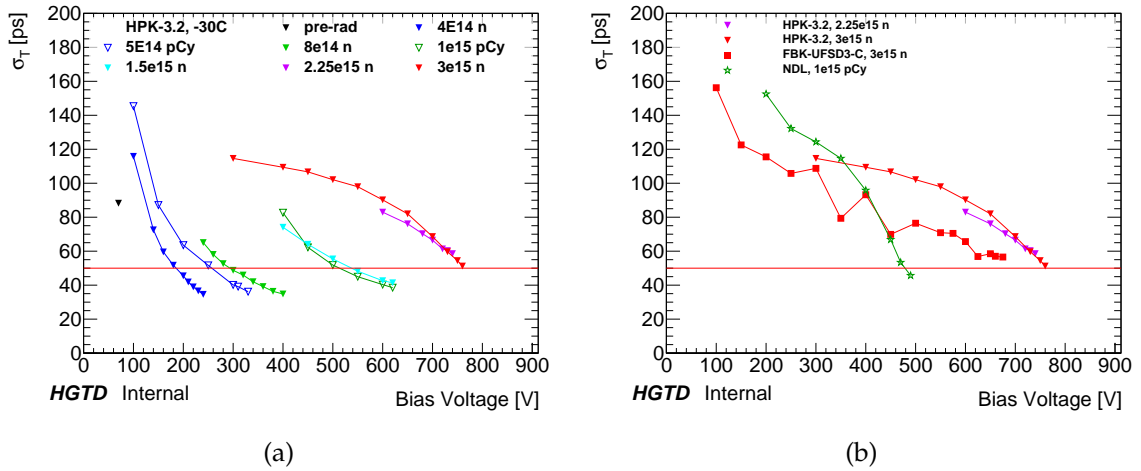 σT [ps]
200
180
160
140
120
100
80
60
40
20
0
HPK-3.2, -30C
pre-rad
4E14 n
5E14 pCy
8e14 n
1e15 pCy
1.5e15 n
2.25e15 n
3e15 n
0 100 200 300 400 500 600 700 800 900
HGTD Internal
Bias Voltage [V]
(a)
σT [ps]
200
180
160
140
120
100
80
60
40
20
0
HPK-3.2, 2.25e15 n
HPK-3.2, 3e15 n
FBK-UFSD3-C, 3e15 n
NDL, 1e15 pCy
0 100 200 300 400 500 600 700 800 900
HGTD Internal
Bias Voltage [V]
(b)